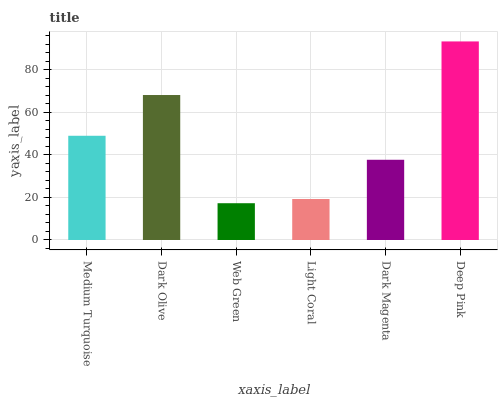 title
yaxis_label
80
60
40
20
0
Medium Turquoise
Dark Olive
Web Green
Light Coral
Dark Magenta
Deep Pink
xaxis_label